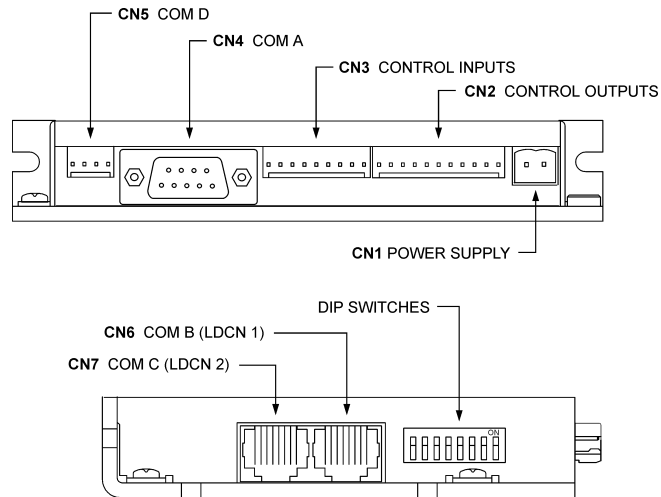 CN5 COM D
CN4 COM A
CN3 CONTROL INPUTS
CN2 CONTROL OUTPUTS
CN1 POWER SUPPLY
DIP SWITCHES
CN6 COM B (LDCN 1)
CN7 COM C (LDCN 2)
ON